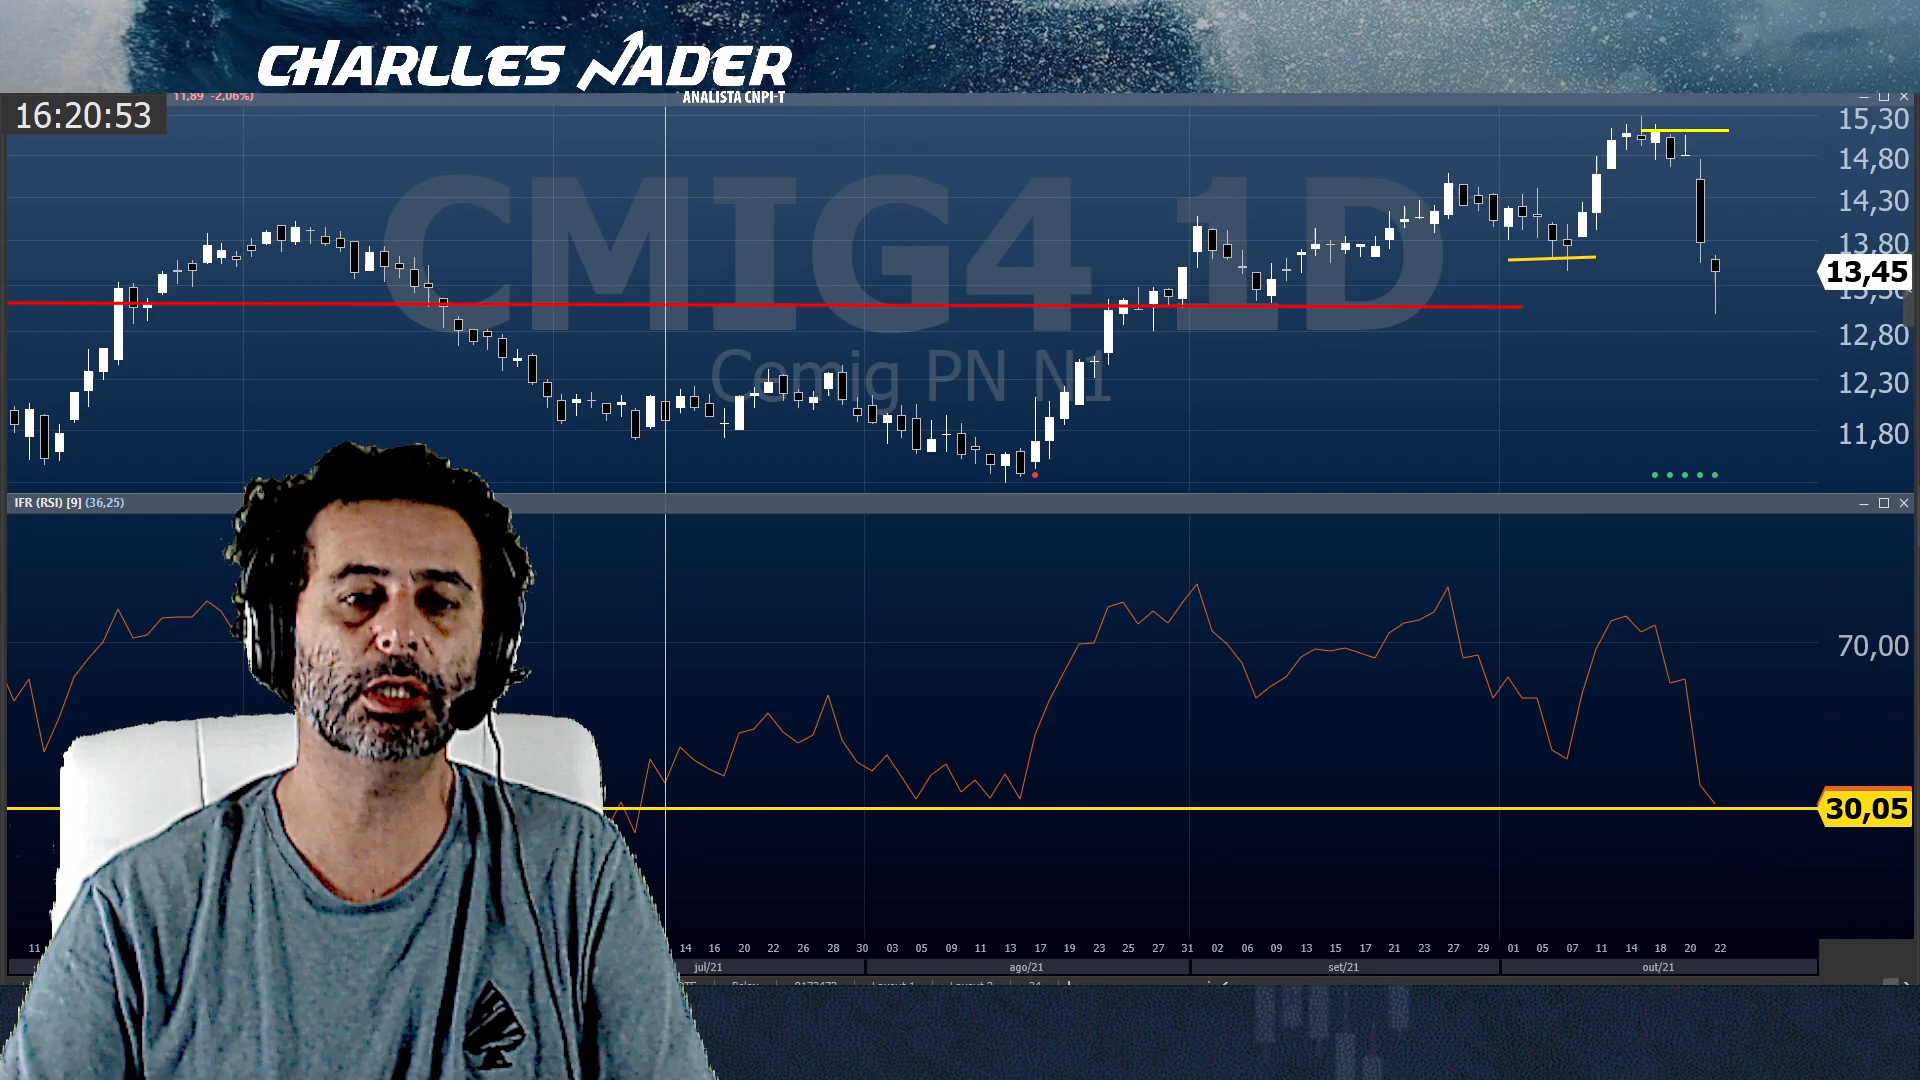 CHARLLES NADER
ANALISTA CNPI-T
11,89 -2,06%)
16:20:53
15,30
14,80
14,30
13,80
13,45
12,80
12,30
11,80
CMIG4 1D
Cemig PN N1
IFR (RSI) [9] (36,25)
70,00
30,05
11 14 16 20 22 26 28 30 03 05 09 11 13 17 19 23 25 27 31 02 06 09 13 15 17 21 23 27 29 01 05 07 11 14 18 20 22
jul/21 ago/21 set/21 out/21